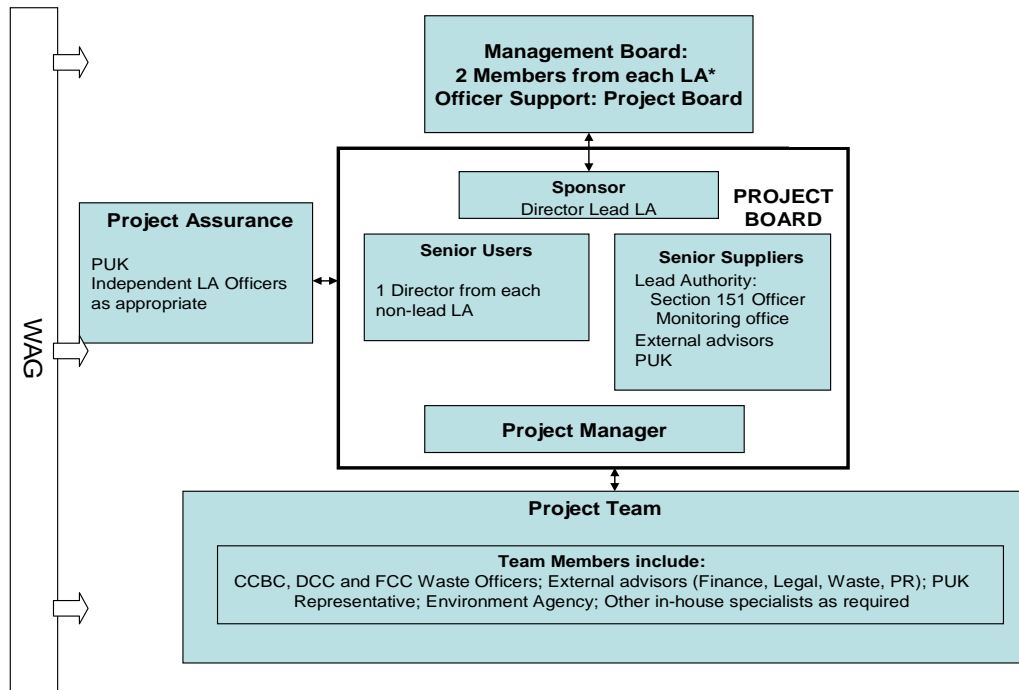 WAG
Management Board:
2 Members from each LA*
Officer Support: Project Board
Sponsor
Director Lead LA
PROJECT
BOARD
Project Assurance
PUK
Independent LA Officers
as appropriate
Senior Users
1 Director from each
non-lead LA
Senior Suppliers
Lead Authority:
Section 151 Officer
Monitoring office
External advisors
PUK
Project Manager
Project Team
Team Members include:
CCBC, DCC and FCC Waste Officers; External advisors (Finance, Legal, Waste, PR); PUK
Representative; Environment Agency; Other in-house specialists as required